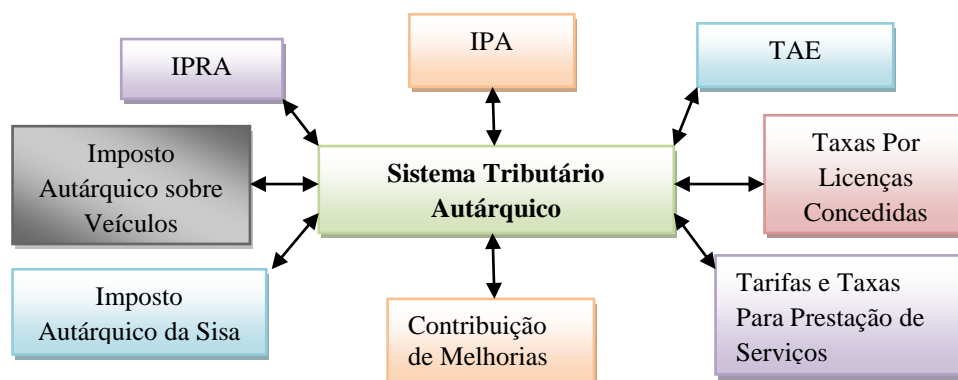 IPRA
IPA
TAE
Imposto
Autárquico sobre
Veículos
Sistema Tributário
Autárquico
Taxas Por
Licenças
Concedidas
Imposto
Autárquico da Sisa
Contribuição
de Melhorias
Tarifas e Taxas
Para Prestação de
Serviços